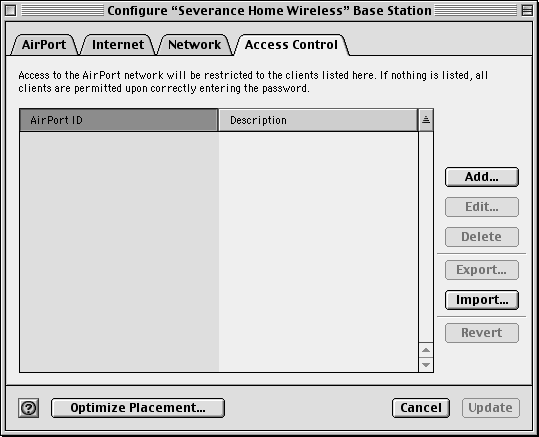 Configure “Severance Home Wireless” Base Station
AirPort Internet Network Access Control
Access to the AirPort network will be restricted to the clients listed here. If nothing is listed, all
clients are permitted upon correctly entering the password.
AirPort ID Description
Add...
Edit...
Delete
Export...
Import...
Revert
? Optimize Placement... Cancel Update